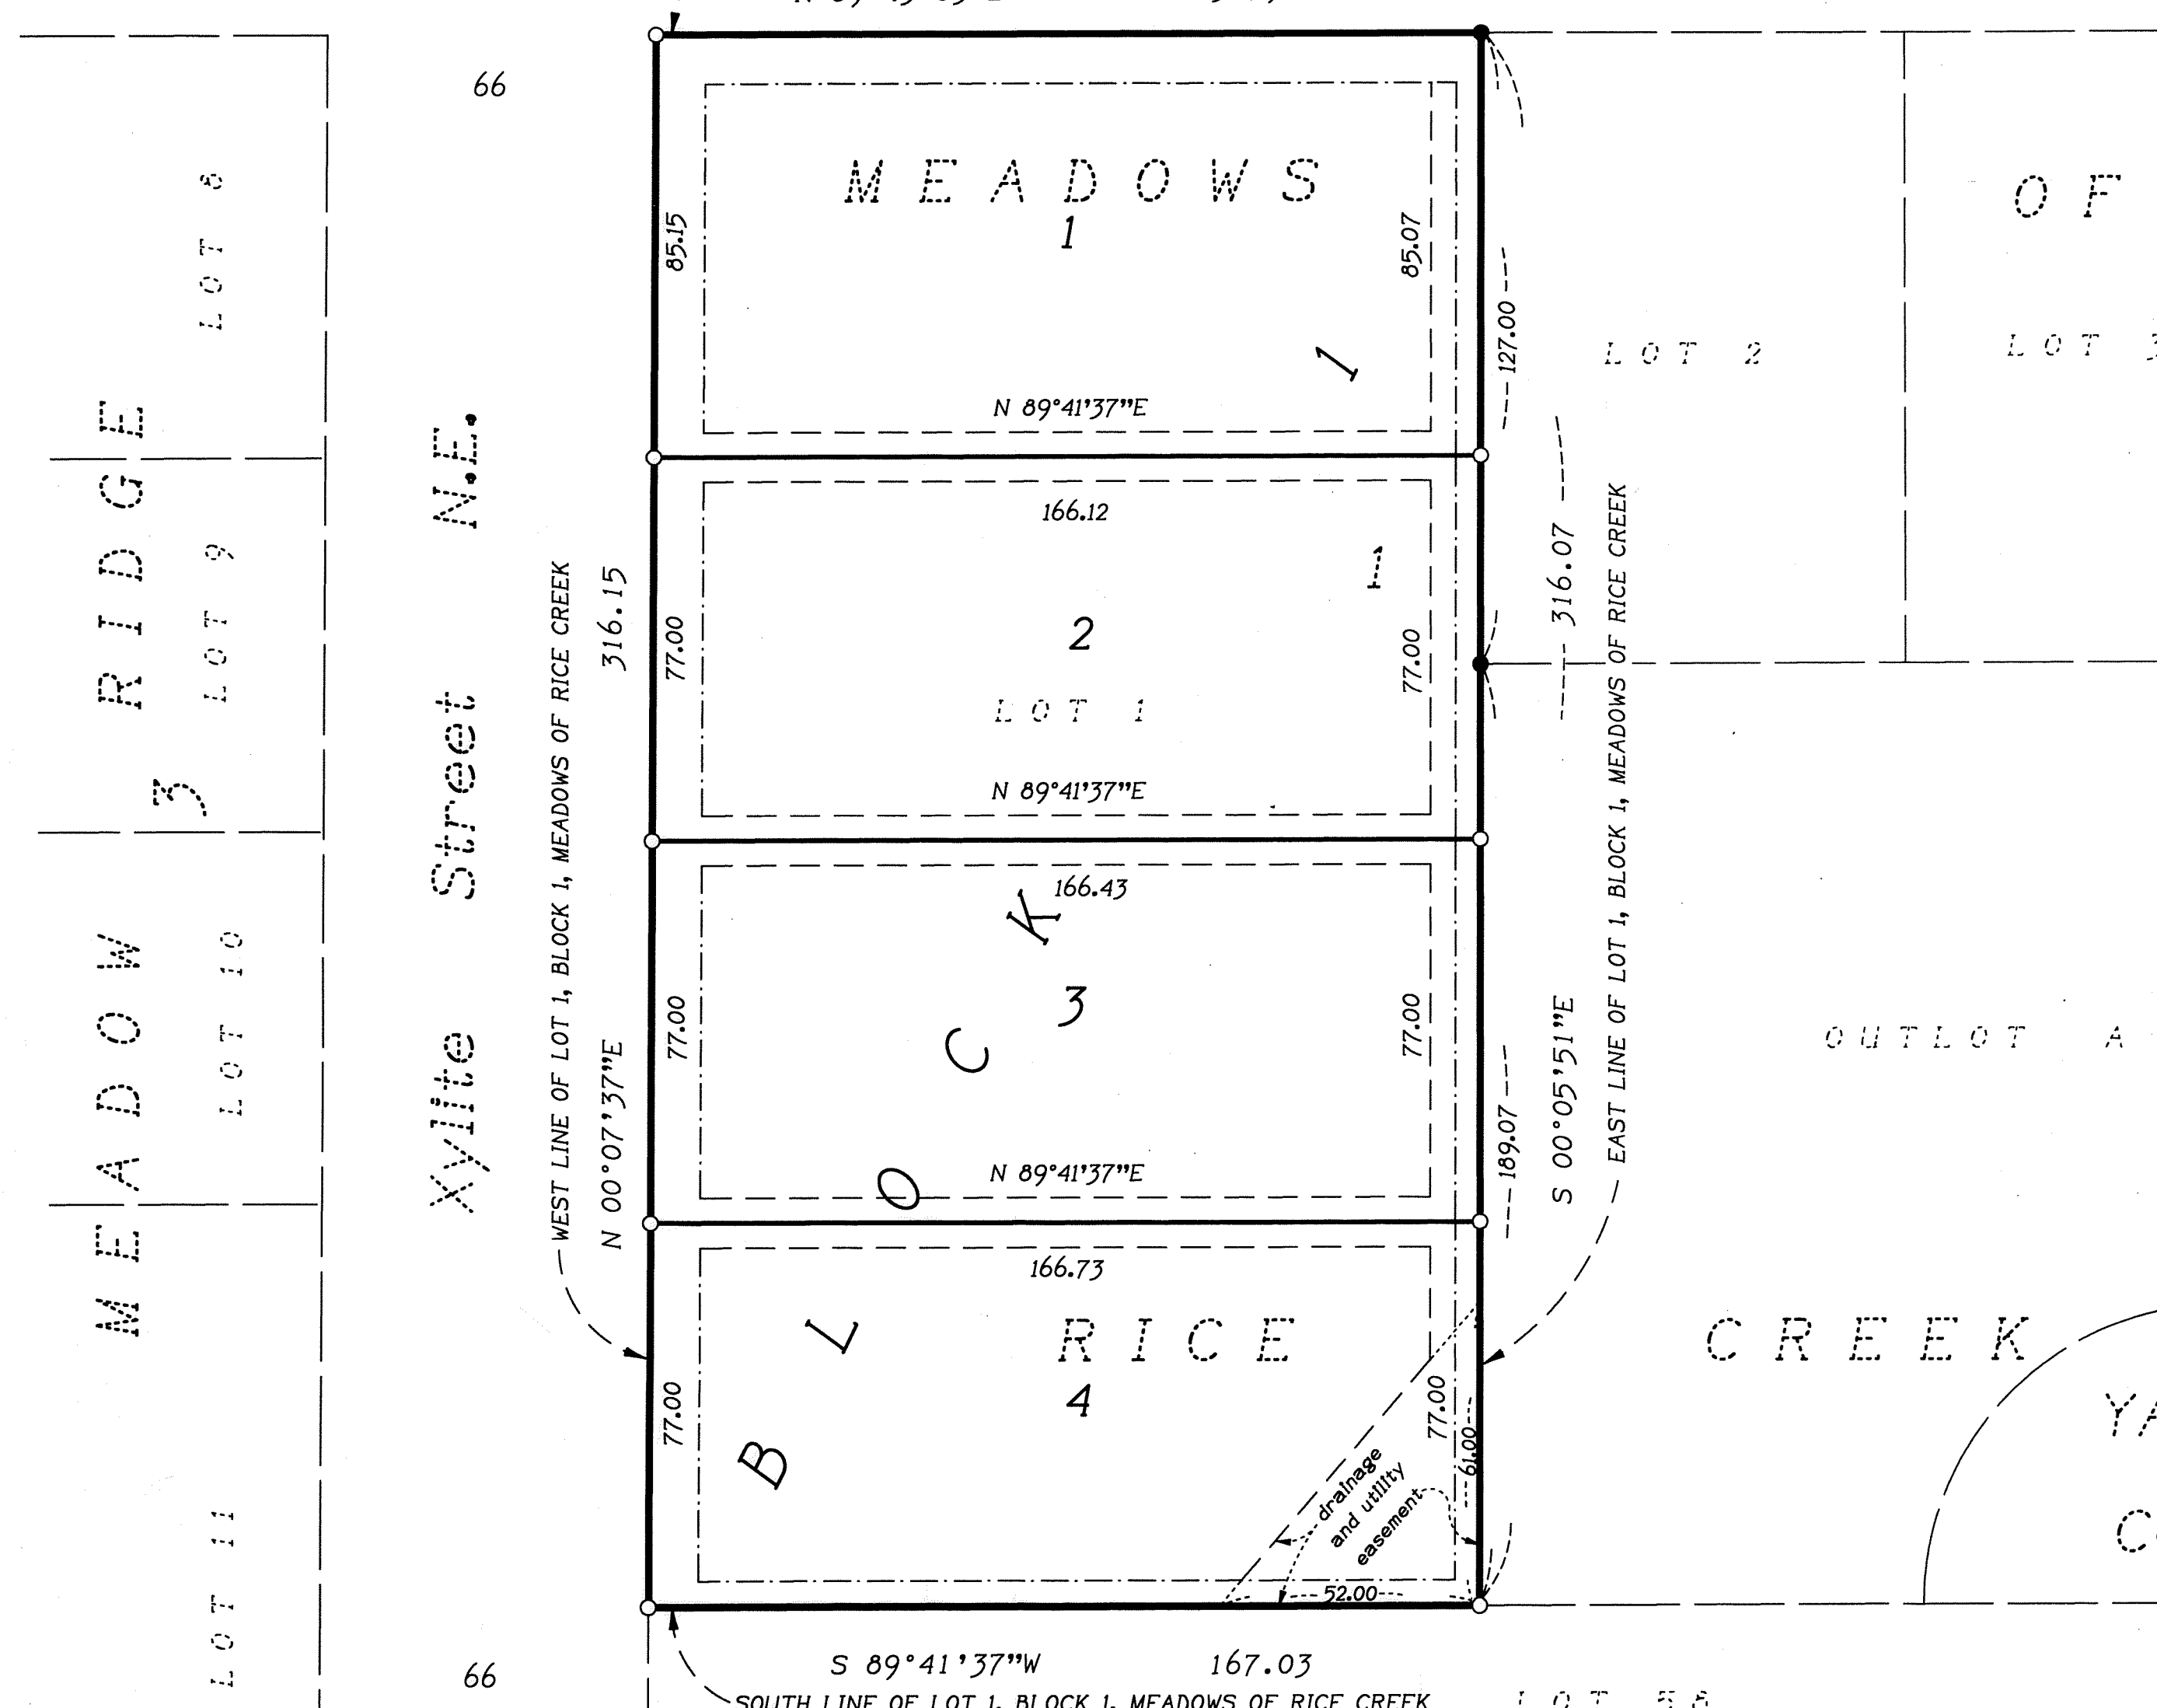 66
MEADOWS
1
85.15
85.07
1
N 89°41'37"E
127.00
LOT 2
LOT 3
OF
166.12
1
2
LOT 1
77.00
77.00
N 89°41'37"E
316.15
N 00°07'37"E
WEST LINE OF LOT 1, BLOCK 1, MEADOWS OF RICE CREEK
316.07
S 00°05'51"E
EAST LINE OF LOT 1, BLOCK 1, MEADOWS OF RICE CREEK
166.43
3
77.00
77.00
N 89°41'37"E
189.07
OUTLOT A
BLOCK
166.73
RICE
CREEK
4
77.00
77.00
61.00
drainage
and utility
easement
52.00
YA
C
S 89°41'37"W 167.03
SOUTH LINE OF LOT 1, BLOCK 1, MEADOWS OF RICE CREEK
LOT 58
66
Xylite Street N.E.
MEADOW RIDGE
3
LOT 8
LOT 9
LOT 10
LOT 11